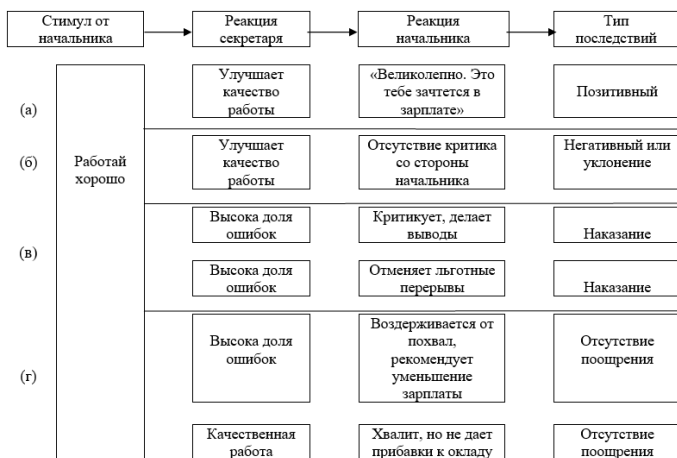 Стимул от
начальника
Реакция
секретаря
Реакция
начальника
Тип
последствий
(а)
Улучшает
качество
работы
«Великолепно. Это
тебе зачтется в
зарплате»
Позитивный
(б)
Работай
хорошо
Улучшает
качество
работы
Отсутствие критика
со стороны
начальника
Негативный или
уклонение
(в)
Высока доля
ошибок
Критикует, делает
выводы
Наказание
Высока доля
ошибок
Отменяет льготные
перерывы
Наказание
(г)
Высока доля
ошибок
Воздерживается от
похвал,
рекомендует
уменьшение
зарплаты
Отсутствие
поощрения
Качественная
работа
Хвалит, но не дает
прибавки к окладу
Отсутствие
поощрения